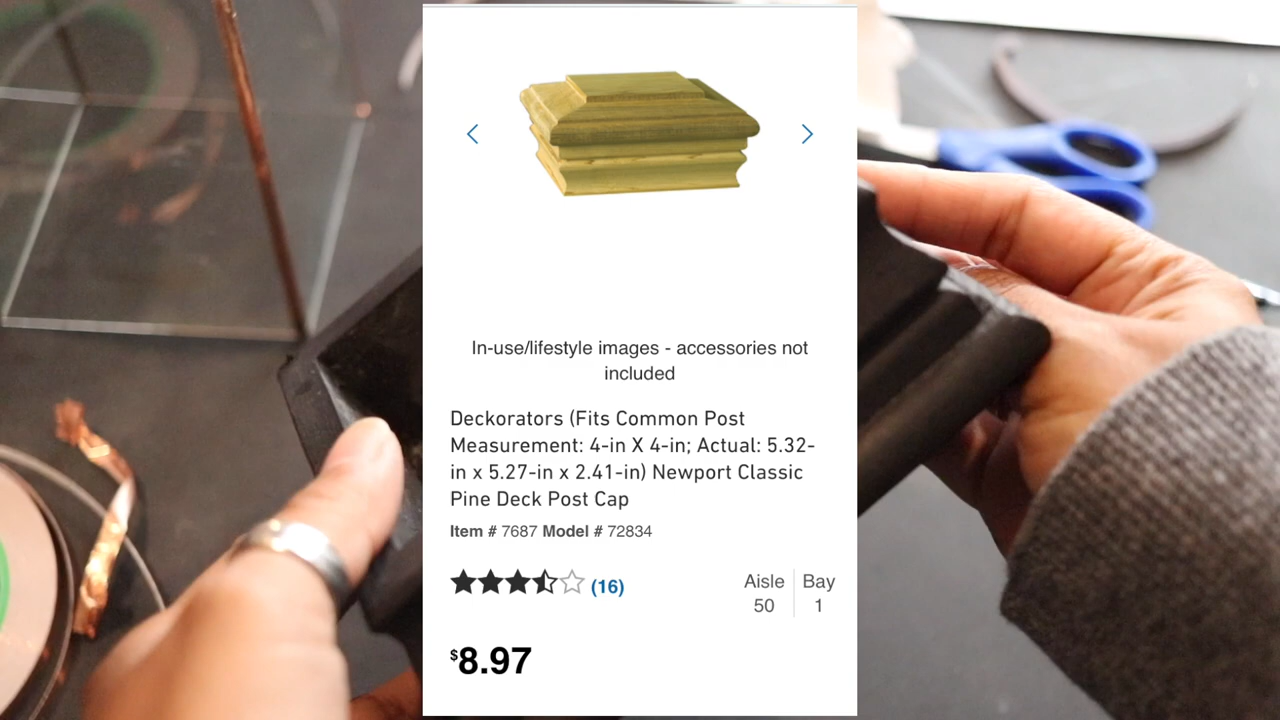 In-use/lifestyle images - accessories not
included
Deckorators (Fits Common Post
Measurement: 4-in X 4-in; Actual: 5.32-
in x 5.27-in x 2.41-in) Newport Classic
Pine Deck Post Cap
Item # 7687 Model # 72834
(16)
Aisle Bay
50 1
$8.97